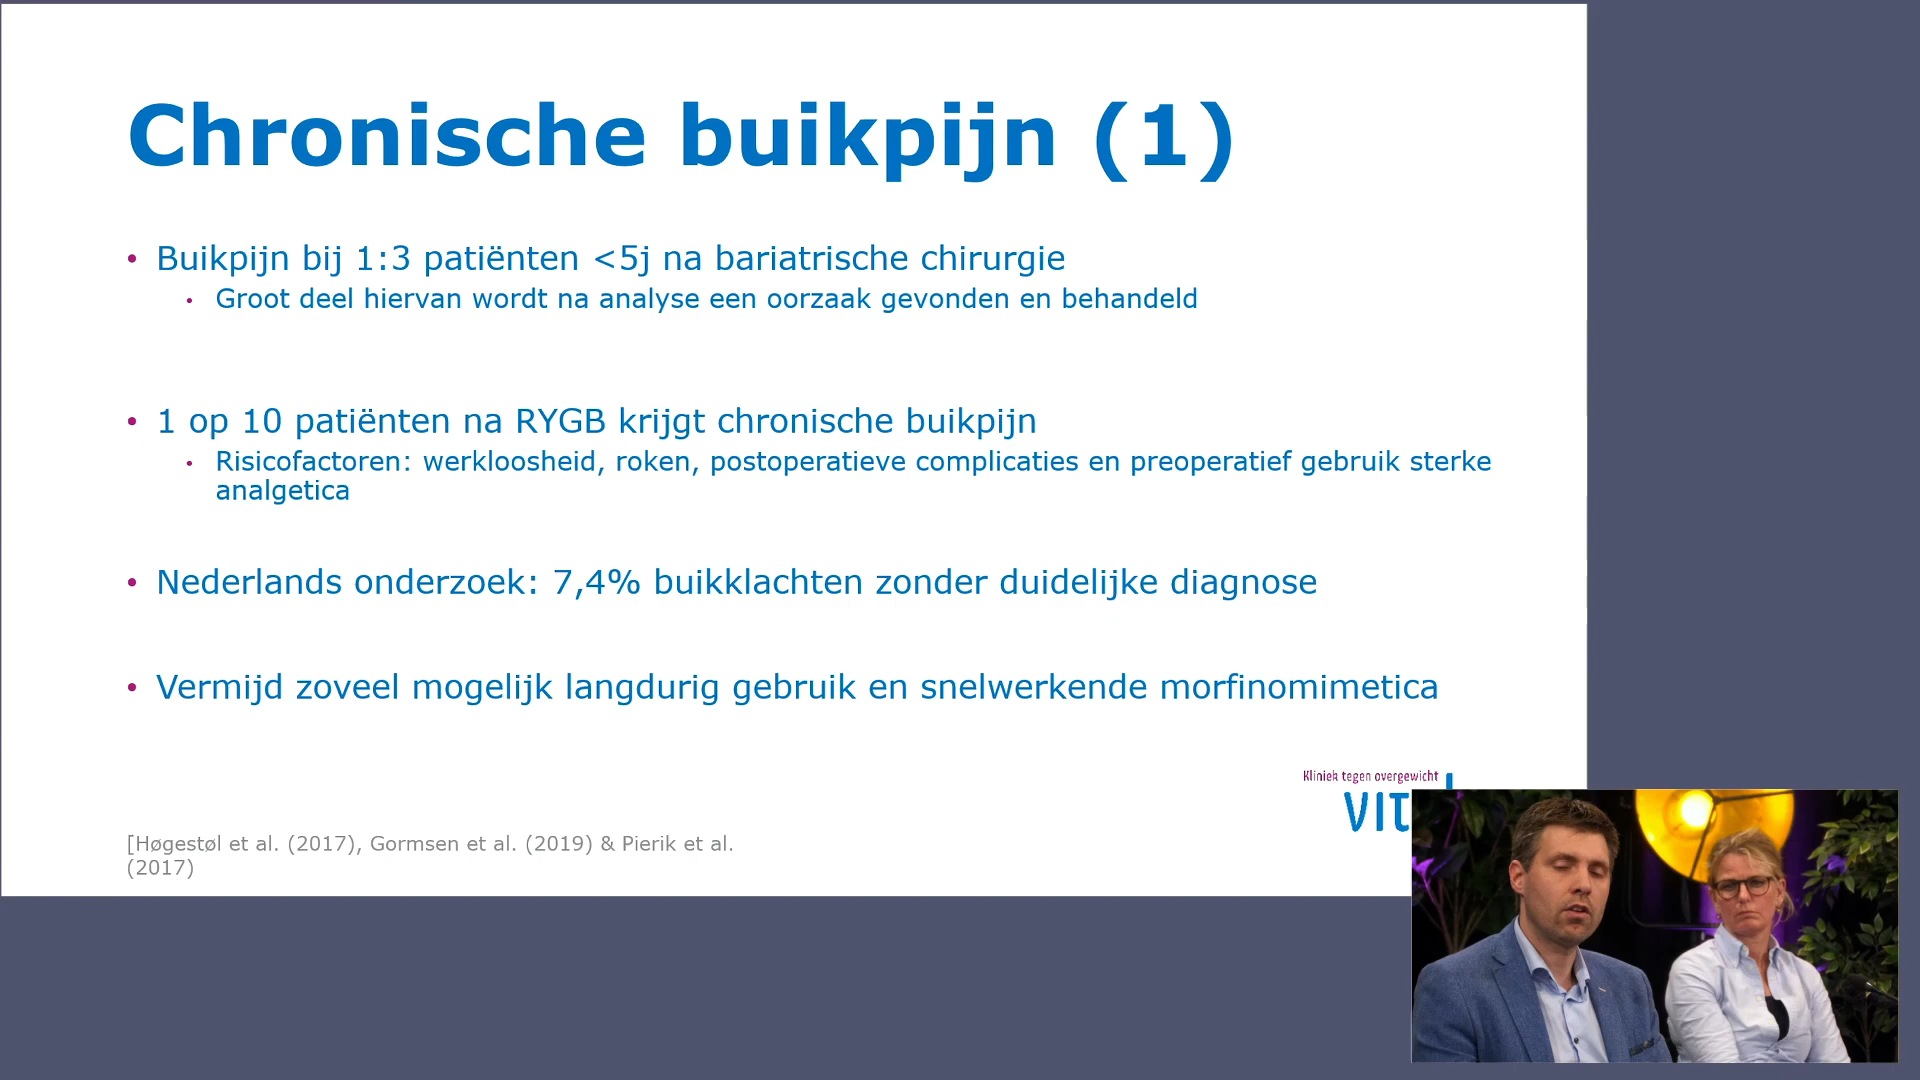 Chronische buikpijn (1)
• Buikpijn bij 1:3 patiënten <5j na bariatrische chirurgie
• Groot deel hiervan wordt na analyse een oorzaak gevonden en behandeld
• 1 op 10 patiënten na RYGB krijgt chronische buikpijn
• Risicofactoren: werkloosheid, roken, postoperatieve complicaties en preoperatief gebruik sterke
analgetica
• Nederlands onderzoek: 7,4% buikklachten zonder duidelijke diagnose
• Vermijd zoveel mogelijk langdurig gebruik en snelwerkende morfinomimetica
Kliniek tegen overgewicht
VIT
[Høgestøl et al. (2017), Gormsen et al. (2019) & Pierik et al.
(2017)